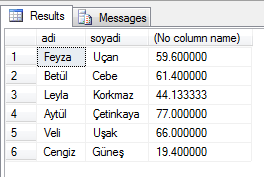 Results Messages
adi soyadi (No column name)
1 Feyza Uçan 59.600000
2 Betül Cebe 61.400000
3 Leyla Korkmaz 44.133333
4 Aytül Çetinkaya 77.000000
5 Veli Uşak 66.000000
6 Cengiz Güneş 19.400000